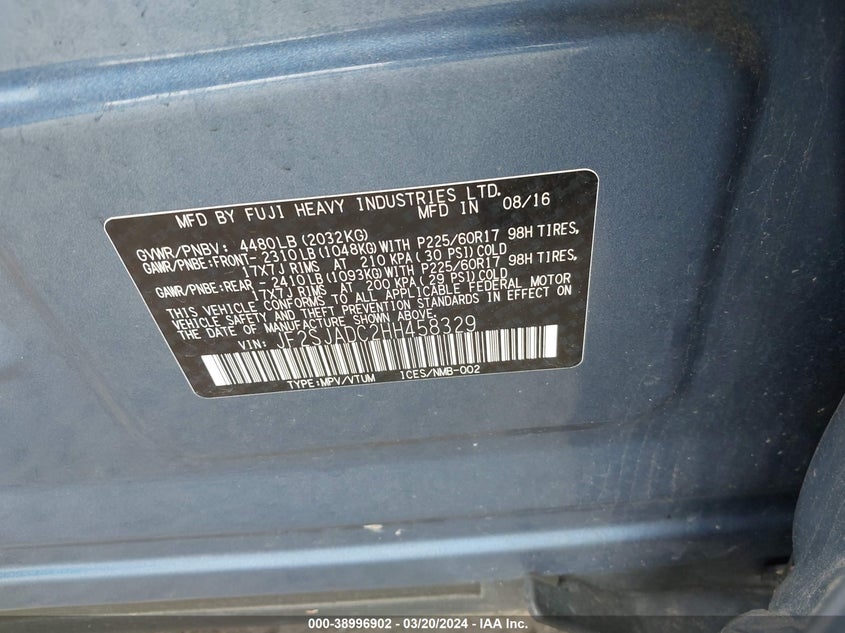 MFD BY FUJI HEAVY INDUSTRIES LTD.
MFD IN 08/16
GVWR/PNBV: 4480LB(2032KG)
GAWR/PNBE:FRONT- 2310LB(1048KG)WITH P225/60R17 98H TIRES,
17X7J RIMS AT 210 KPA(30 PSI)COLD
GAWR/PNBE:REAR - 2410LB(1093KG)WITH P225/60R17 98H TIRES,
17X7J RIMS AT 200 KPA(29 PSI)COLD
THIS VEHICLE CONFORMS TO ALL APPLICABLE FEDERAL MOTOR
VEHICLE SAFETY AND THEFT PREVENTION STANDARDS IN EFFECT ON
THE DATE OF MANUFACTURE SHOWN ABOVE.
VIN: JF2SJADC2HH458329
TYPE:MPV/VTUM ICES/NMB-002
000-38996902 - 03/20/2024 - IAA Inc.